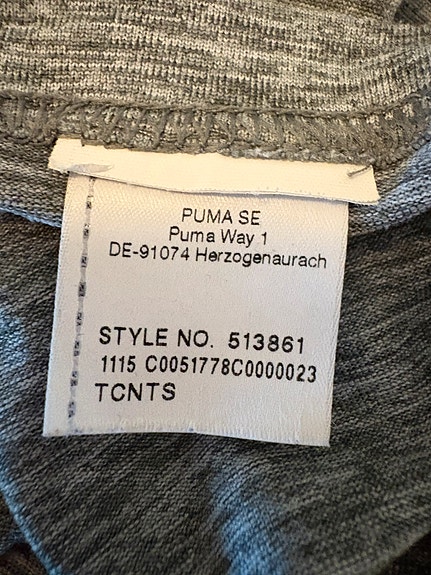 PUMA SE
Puma Way 1
DE-91074 Herzogenaurach
STYLE NO. 513861
1115 C0051778C0000023
TCNTS